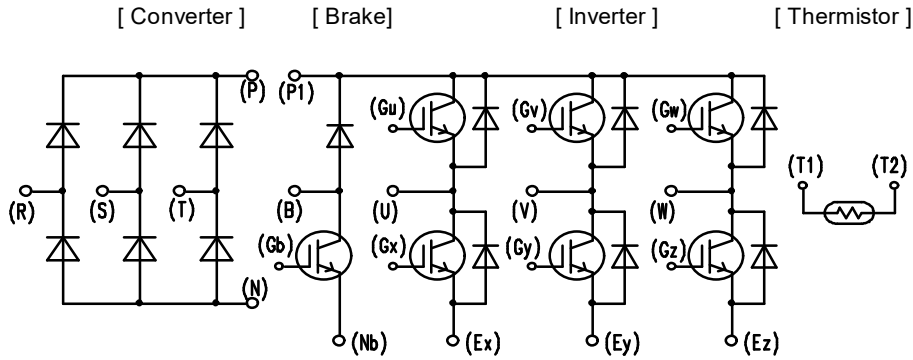 [ Converter ] [ Brake] [ Inverter ] [ Thermistor ]
(P) (P1)
(Gu) (Gv) (Gw)
(T1) (T2)
(R) (S) (T) (B) (U) (V) (W)
(Gb) (Gx) (Gy) (Gz)
(N)
(Nb) (Ex) (Ey) (Ez)